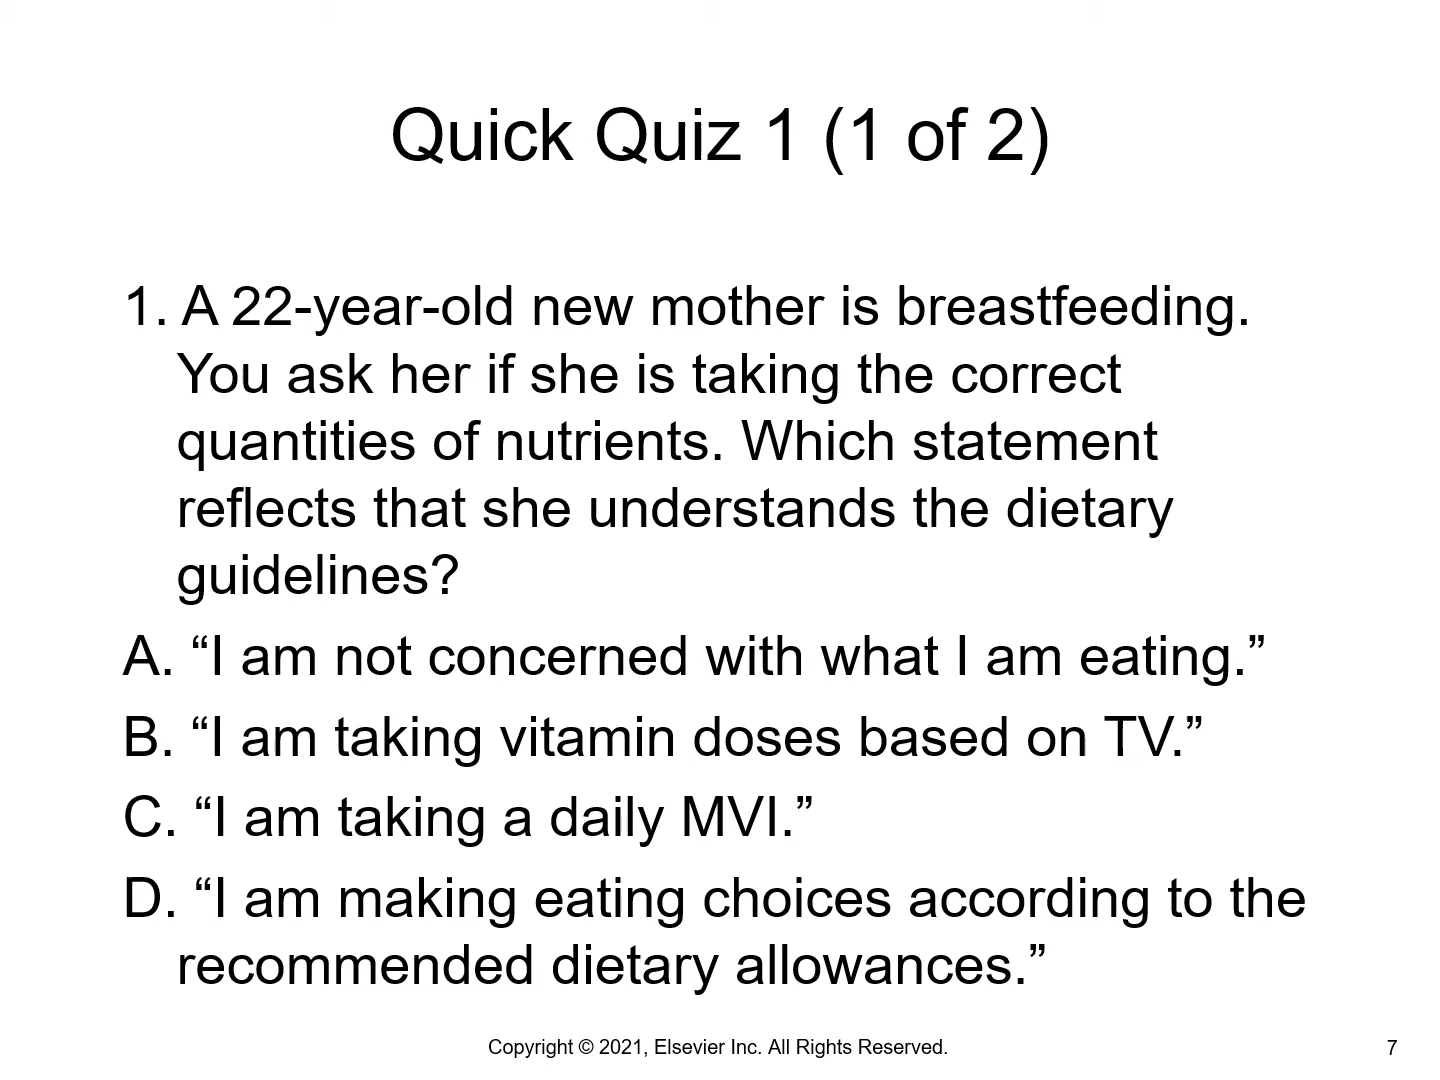 Quick Quiz 1 (1 of 2)
1. A 22-year-old new mother is breastfeeding.
You ask her if she is taking the correct
quantities of nutrients. Which statement
reflects that she understands the dietary
guidelines?
A. “I am not concerned with what I am eating.”
B. “I am taking vitamin doses based on TV.”
C. “I am taking a daily MVI.”
D. “I am making eating choices according to the
recommended dietary allowances.”
Copyright © 2021, Elsevier Inc. All Rights Reserved.
7